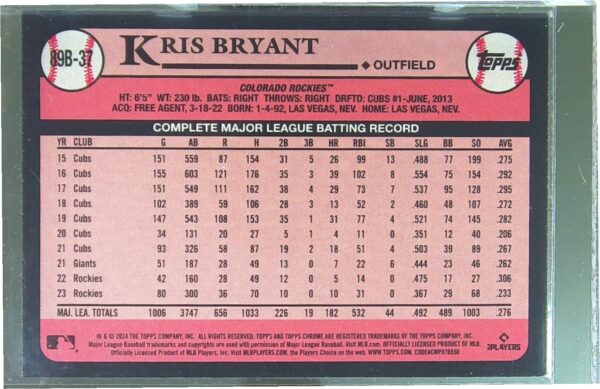 89B-37
KRIS BRYANT
OUTFIELD
TOPPS
COLORADO ROCKIES™
HT: 6'5" WT: 230 lb. BATS: RIGHT THROWS: RIGHT DRFTD: CUBS #1-JUNE, 2013
ACQ: FREE AGENT, 3-18-22 BORN: 1-4-92, LAS VEGAS, NEV. HOME: LAS VEGAS, NEV.
COMPLETE MAJOR LEAGUE BATTING RECORD
YR CLUB G AB R H 2B 3B HR RBI SB SLG BB SO AVG
15 Cubs 151 559 87 154 31 5 26 99 13 .488 77 199 .275
16 Cubs 155 603 121 176 35 3 39 102 8 .554 75 154 .292
17 Cubs 151 549 111 162 38 4 29 73 7 .537 95 128 .295
18 Cubs 102 389 59 106 28 3 13 52 2 .460 48 107 .272
19 Cubs 147 543 108 153 35 1 31 77 4 .521 74 145 .282
20 Cubs 34 131 20 27 5 1 4 11 0 .351 12 40 .206
21 Cubs 93 326 58 87 19 2 18 51 4 .503 39 89 .267
21 Giants 51 187 28 49 13 0 7 22 6 .444 23 46 .262
22 Rockies 42 160 28 49 12 0 5 14 0 .475 17 27 .306
23 Rockies 80 300 36 70 10 0 10 31 0 .367 29 68 .233
MAJ. LEA. TOTALS 1006 3747 656 1033 226 19 182 532 44 .492 489 1003 .276
® & © 2024 THE TOPPS COMPANY, INC. ALL RIGHTS RESERVED. TOPPS AND TOPPS CHROME ARE REGISTERED TRADEMARKS OF THE TOPPS COMPANY, INC.
Major League Baseball trademarks and copyrights are used with permission of Major League Baseball. Visit MLB.com. OFFICIALLY LICENSED PRODUCT OF MLB PLAYERS, INC.
Officially Licensed Product of MLB Players, Inc. Visit MLBPLAYERS.com, the Players Choice on the web. Visit our website at www.TOPPS.com. CODE#CMP076550
PLAYERS